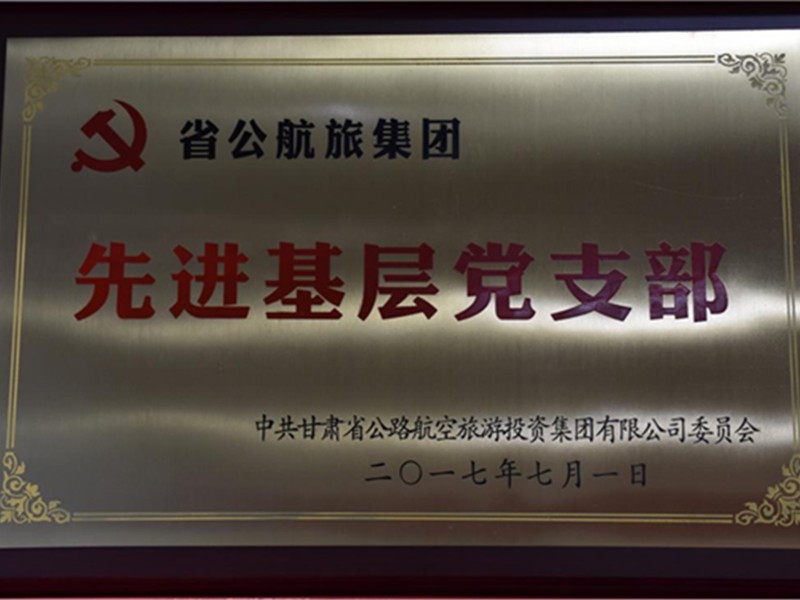 省公航旅集团
先进基层党支部
中共甘肃省公路航空旅游投资集团有限公司委员会
二〇一七年七月一日